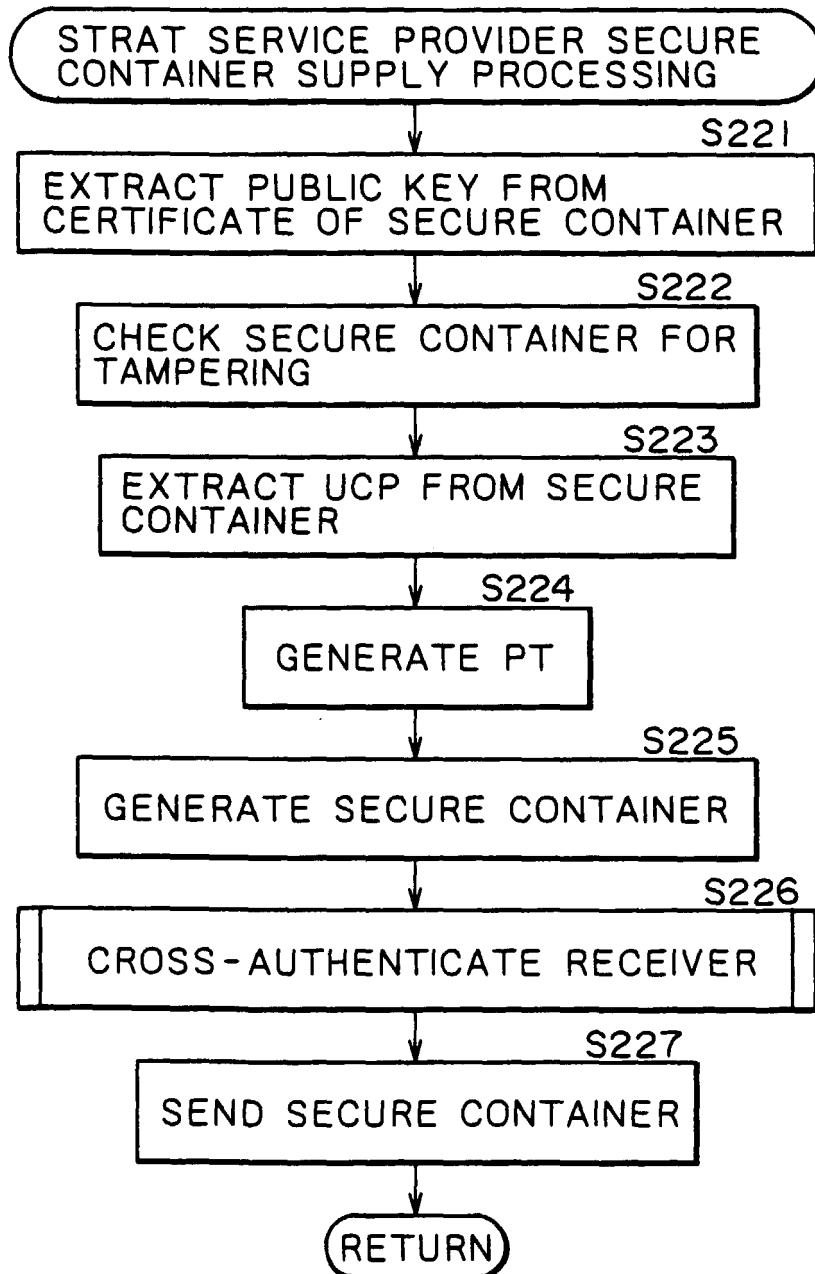 STRAT SERVICE PROVIDER SECURE
CONTAINER SUPPLY PROCESSING
S221
EXTRACT PUBLIC KEY FROM
CERTIFICATE OF SECURE CONTAINER
S222
CHECK SECURE CONTAINER FOR
TAMPERING
S223
EXTRACT UCP FROM SECURE
CONTAINER
S224
GENERATE PT
S225
GENERATE SECURE CONTAINER
S226
CROSS-AUTHENTICATE RECEIVER
S227
SEND SECURE CONTAINER
RETURN